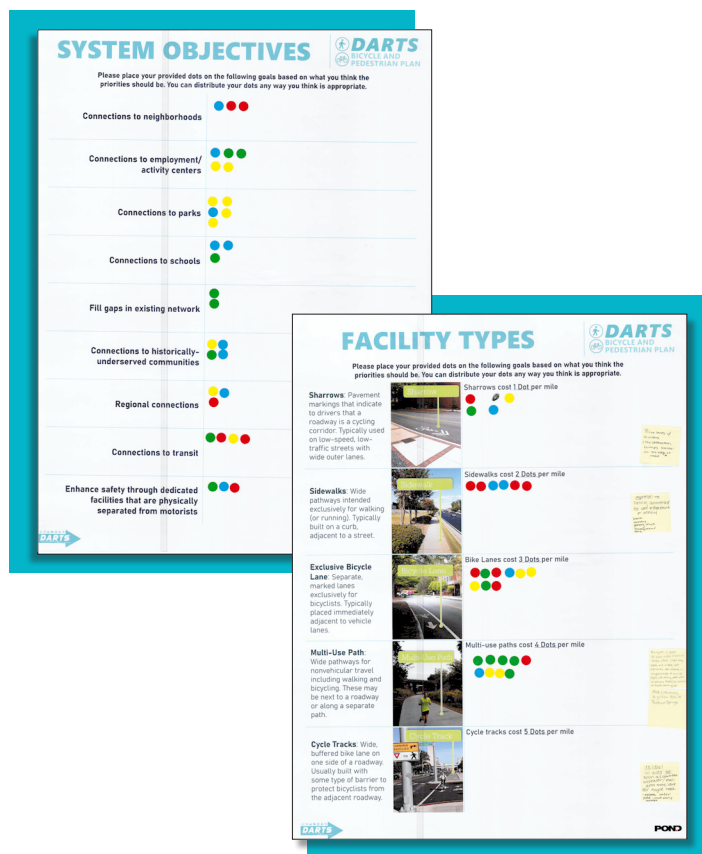 SYSTEM OBJECTIVES
DARTS
BICYCLE AND
PEDESTRIAN PLAN
Please place your provided dots on the following goals based on what you think the
priorities should be. You can distribute your dots any way you think is appropriate.
Connections to neighborhoods
Connections to employment/
activity centers
Connections to parks
Connections to schools
Fill gaps in existing network
Connections to historically-
underserved communities
Regional connections
Connections to transit
Enhance safety through dedicated
facilities that are physically
separated from motorists
DARTS
FACILITY TYPES
DARTS
BICYCLE AND
PEDESTRIAN PLAN
Please place your provided dots on the following goals based on what you think the
priorities should be. You can distribute your dots any way you think is appropriate.
Sharrows: Pavement
markings that indicate
to drivers that a
roadway is a cycling
corridor. Typically used
on low-speed, low-
traffic streets with
wide outer lanes.
Sharrow
Sharrows cost 1 Dot per mile
Sidewalks: Wide
pathways intended
exclusively for walking
(or running). Typically
built on a curb,
adjacent to a street.
Sidewalk
Sidewalks cost 2 Dots per mile
Exclusive Bicycle
Lane: Separate,
marked lanes
exclusively for
bicyclists. Typically
placed immediately
adjacent to vehicle
lanes.
Bicycle Lane
Bike Lanes cost 3 Dots per mile
Multi-Use Path:
Wide pathways for
nonvehicular travel
including walking and
bicycling. These may
be next to a roadway
or along a separate
path.
Multi-Use Path
Multi-use paths cost 4 Dots per mile
Cycle Tracks: Wide,
buffered bike lane on
one side of a roadway.
Usually built with
some type of barrier to
protect bicyclists from
the adjacent roadway.
Cycle Track
Cycle tracks cost 5 Dots per mile
DARTS
POND